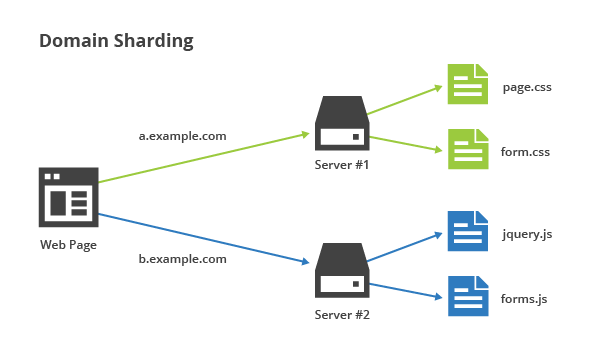 Domain Sharding
page.css
a.example.com
form.css
Server #1
Web Page
jquery.js
b.example.com
forms.js
Server #2